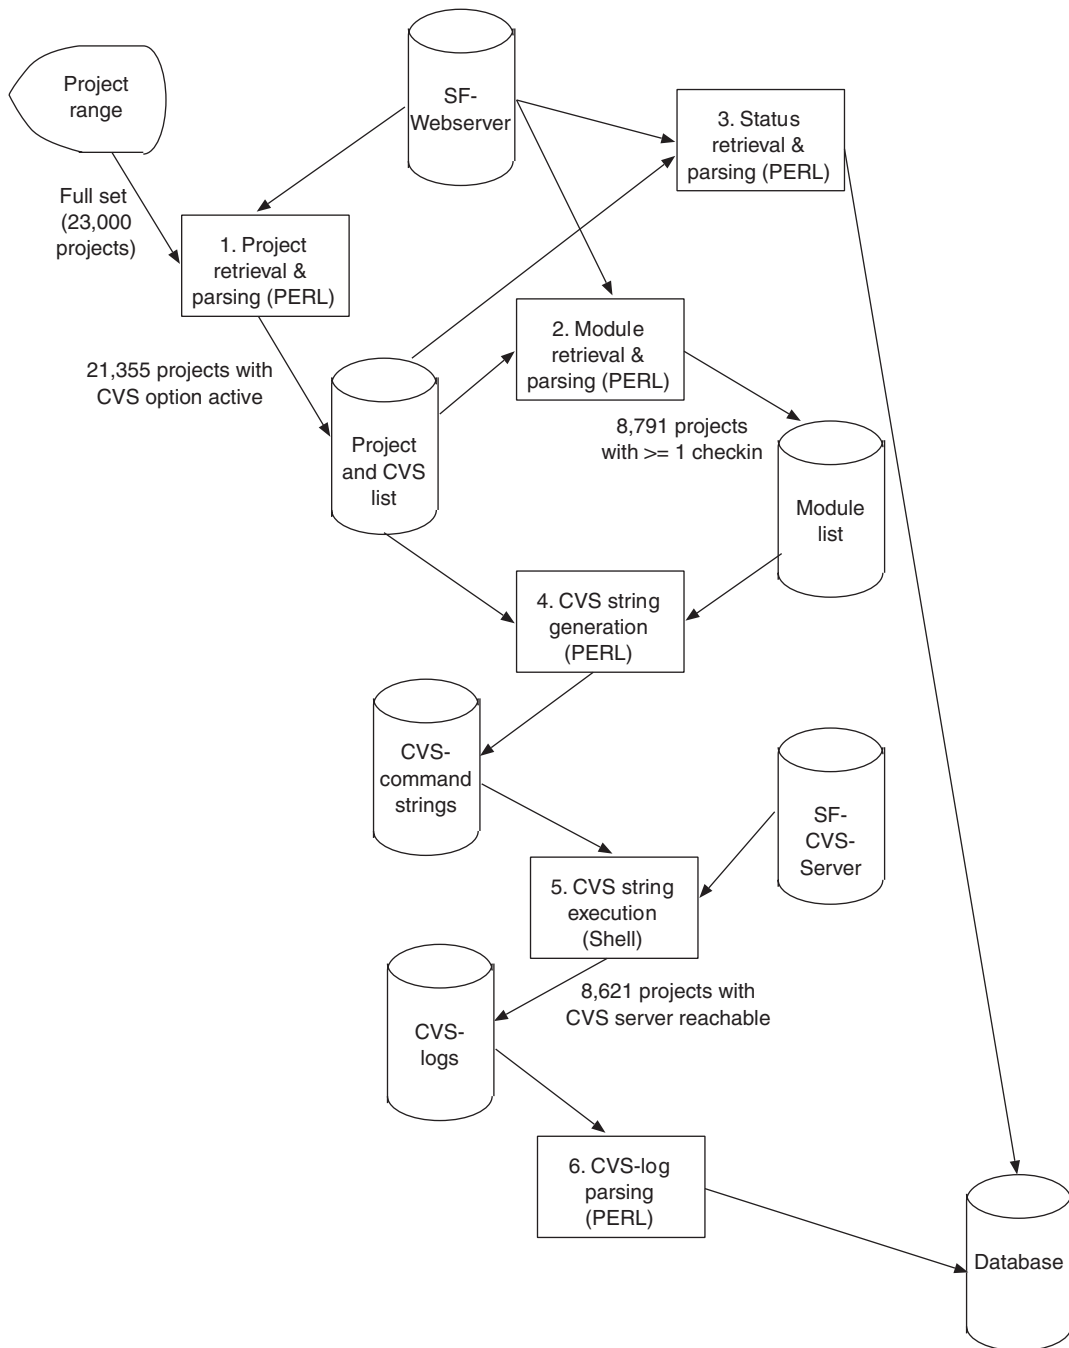 Project
range
SF-
Webserver
3. Status
retrieval &
parsing (PERL)
Full set
(23,000
projects)
1. Project
retrieval &
parsing (PERL)
2. Module
retrieval &
parsing (PERL)
21,355 projects with
CVS option active
8,791 projects
with >= 1 checkin
Project
and CVS
list
Module
list
4. CVS string
generation
(PERL)
CVS-
command
strings
SF-
CVS-
Server
5. CVS string
execution
(Shell)
8,621 projects with
CVS server reachable
CVS-
logs
6. CVS-log
parsing
(PERL)
Database